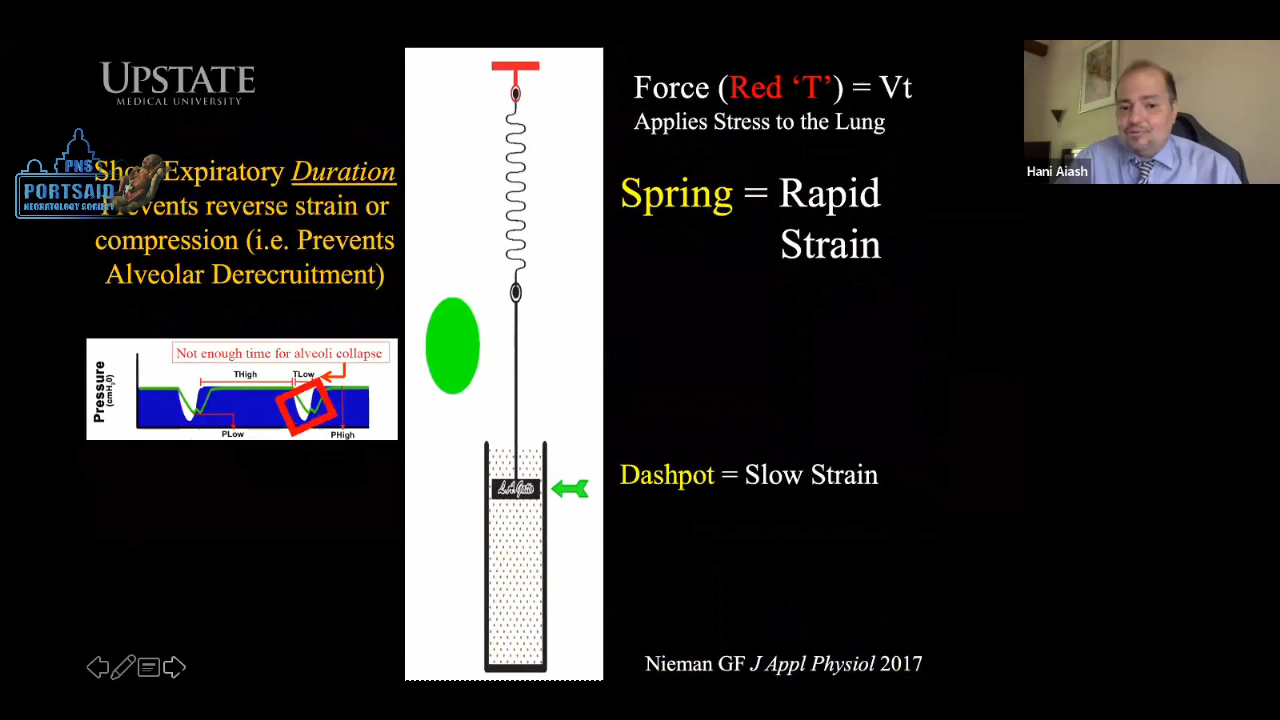 UPSTATE
MEDICAL UNIVERSITY
PNS
PORTSAID
NEONATOLOGY SOCIETY
Expiratory Duration
Prevents reverse strain or
compression (i.e. Prevents
Alveolar Derecruitment)
Not enough time for alveoli collapse
THigh
TLow
Pressure
(cmH2O)
PLow
PHigh
Force (Red ‘T’) = Vt
Applies Stress to the Lung
Spring = Rapid
Strain
Dashpot = Slow Strain
Nieman GF J Appl Physiol 2017
Hani Aiash